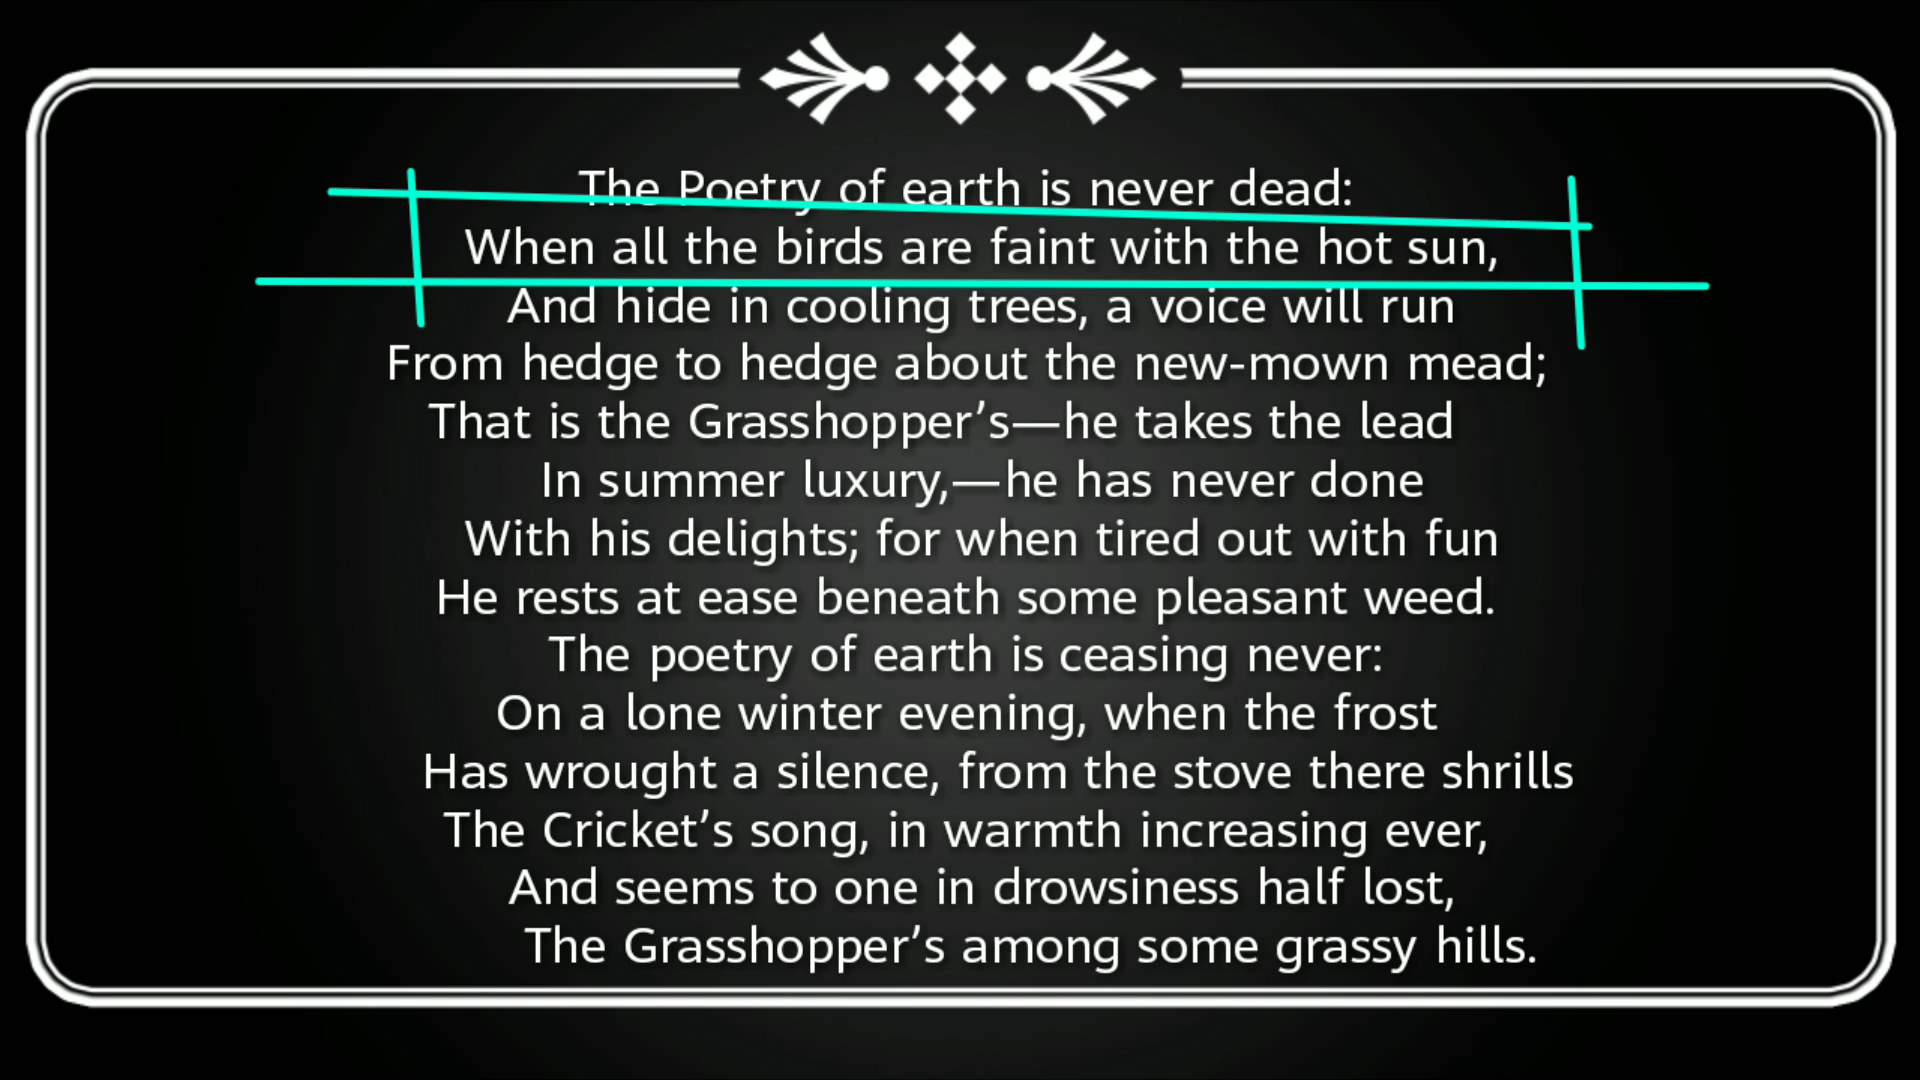 The Poetry of earth is never dead:
When all the birds are faint with the hot sun,
And hide in cooling trees, a voice will run
From hedge to hedge about the new-mown mead;
That is the Grasshopper’s—he takes the lead
In summer luxury,—he has never done
With his delights; for when tired out with fun
He rests at ease beneath some pleasant weed.
The poetry of earth is ceasing never:
On a lone winter evening, when the frost
Has wrought a silence, from the stove there shrills
The Cricket’s song, in warmth increasing ever,
And seems to one in drowsiness half lost,
The Grasshopper’s among some grassy hills.